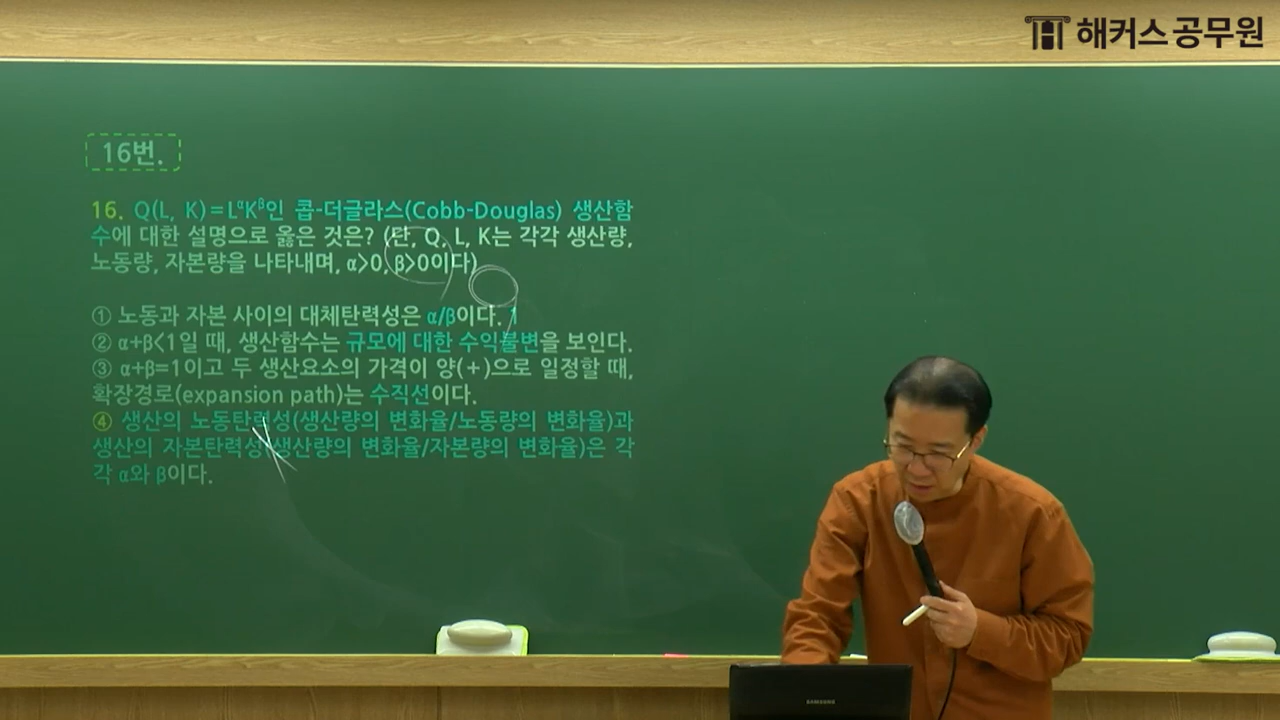 해커스 공무원
16번.
16. Q(L, K)=LᵅKᵝ인 콥-더글라스(Cobb-Douglas) 생산함
수에 대한 설명으로 옳은 것은? (단, Q, L, K는 각각 생산량,
노동량, 자본량을 나타내며, α>0, β>0이다)
① 노동과 자본 사이의 대체탄력성은 α/β이다. 1
② α+β<1일 때, 생산함수는 규모에 대한 수익불변을 보인다.
③ α+β=1이고 두 생산요소의 가격이 양(+)으로 일정할 때,
확장경로(expansion path)는 수직선이다.
④ 생산의 노동탄력성(생산량의 변화율/노동량의 변화율)과
생산의 자본탄력성(생산량의 변화율/자본량의 변화율)은 각
각 α와 β이다.
SAMSUNG